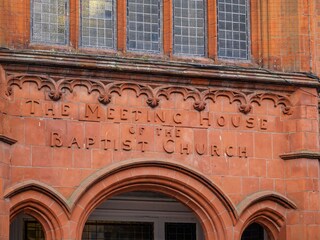 The Meeting House
of the
Baptist Church